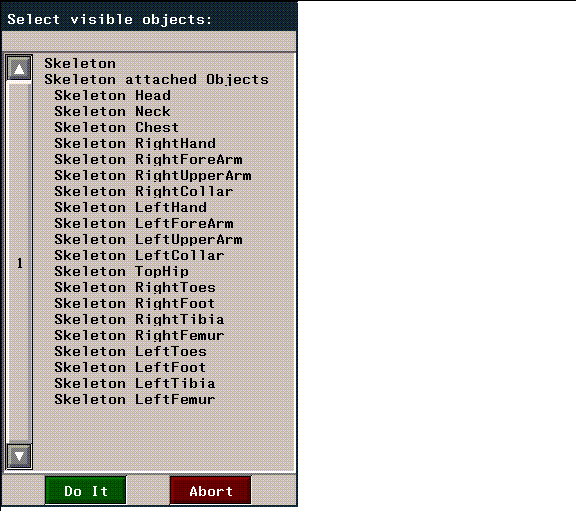 Select visible objects:
Skeleton
Skeleton attached Objects
Skeleton Head
Skeleton Neck
Skeleton Chest
Skeleton RightHand
Skeleton RightForeArm
Skeleton RightUpperArm
Skeleton RightCollar
Skeleton LeftHand
Skeleton LeftForeArm
Skeleton LeftUpperArm
Skeleton LeftCollar
1
Skeleton TopHip
Skeleton RightToes
Skeleton RightFoot
Skeleton RightTibia
Skeleton RightFemur
Skeleton LeftToes
Skeleton LeftFoot
Skeleton LeftTibia
Skeleton LeftFemur
Do It
Abort